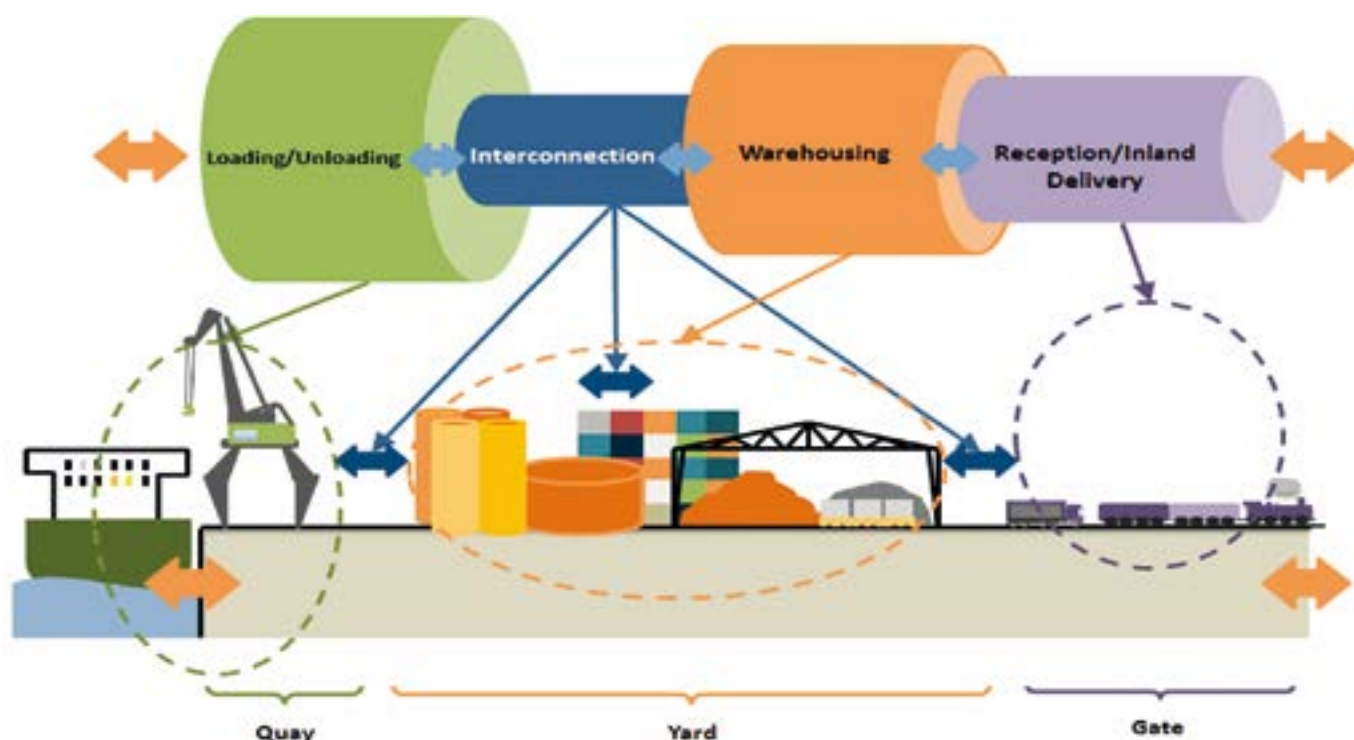 Loading/Unloading
Interconnection
Warehousing
Reception/Inland
Delivery
Quay
Yard
Gate